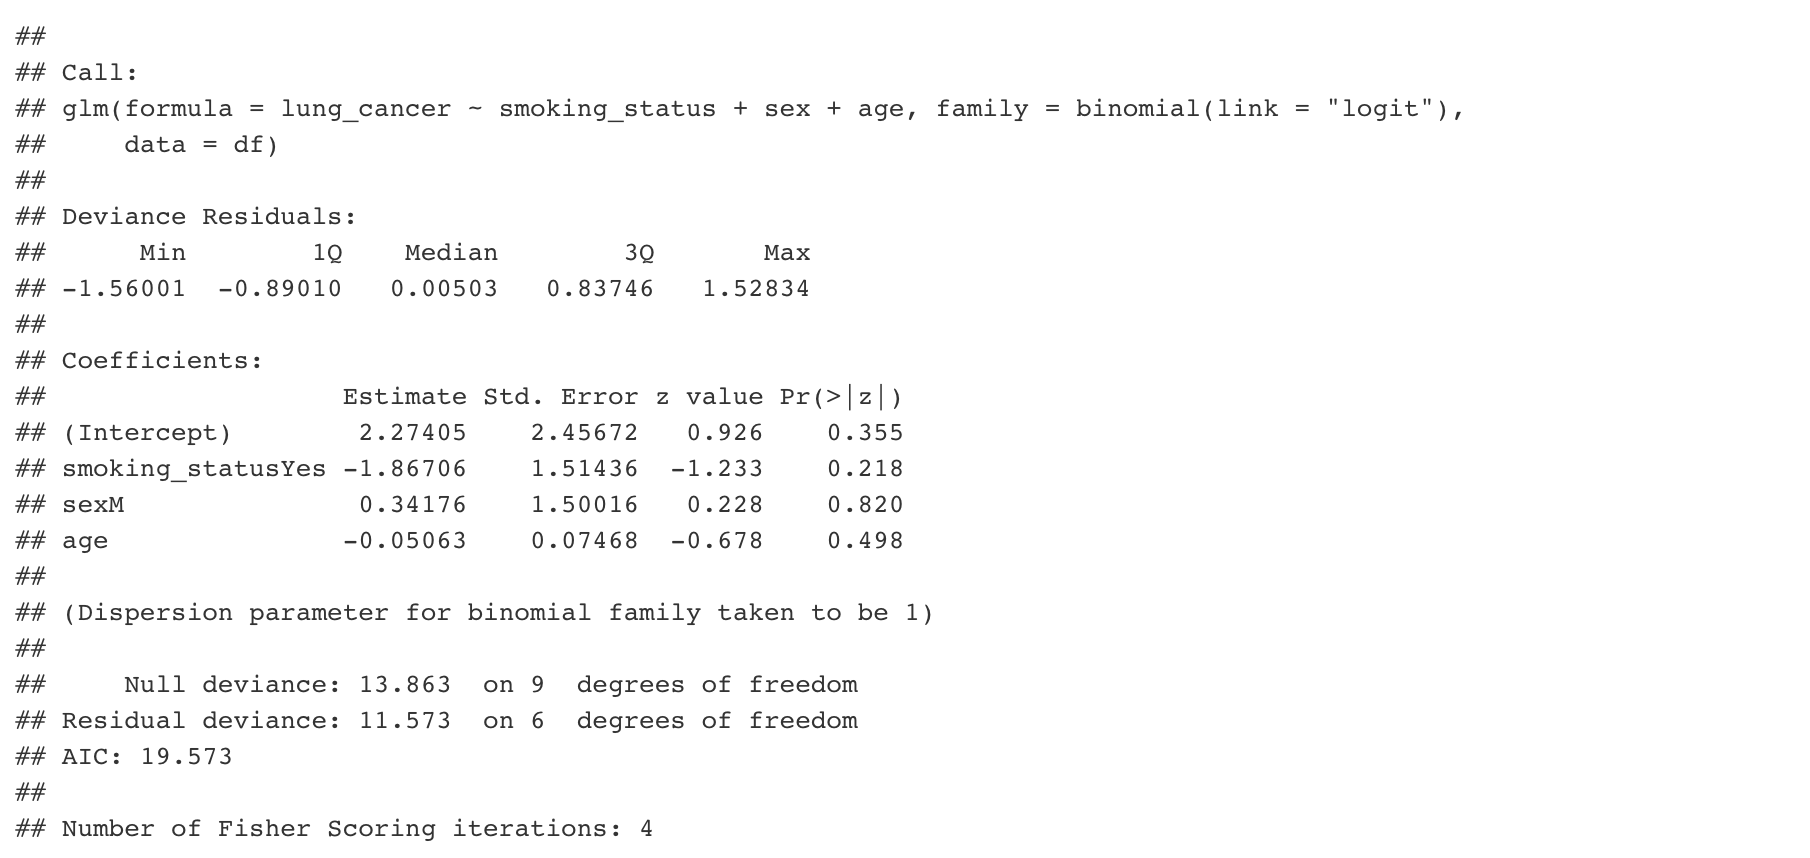 ##
## Call:
## glm(formula = lung_cancer ~ smoking_status + sex + age, family = binomial(link = "logit"),
##     data = df)
##
## Deviance Residuals:
##      Min        1Q    Median        3Q       Max
## -1.56001  -0.89010   0.00503   0.83746   1.52834
##
## Coefficients:
##                   Estimate Std. Error z value Pr(>|z|)
## (Intercept)        2.27405    2.45672   0.926    0.355
## smoking_statusYes -1.86706    1.51436  -1.233    0.218
## sexM               0.34176    1.50016   0.228    0.820
## age               -0.05063    0.07468  -0.678    0.498
##
## (Dispersion parameter for binomial family taken to be 1)
##
##     Null deviance: 13.863  on 9  degrees of freedom
## Residual deviance: 11.573  on 6  degrees of freedom
## AIC: 19.573
##
## Number of Fisher Scoring iterations: 4